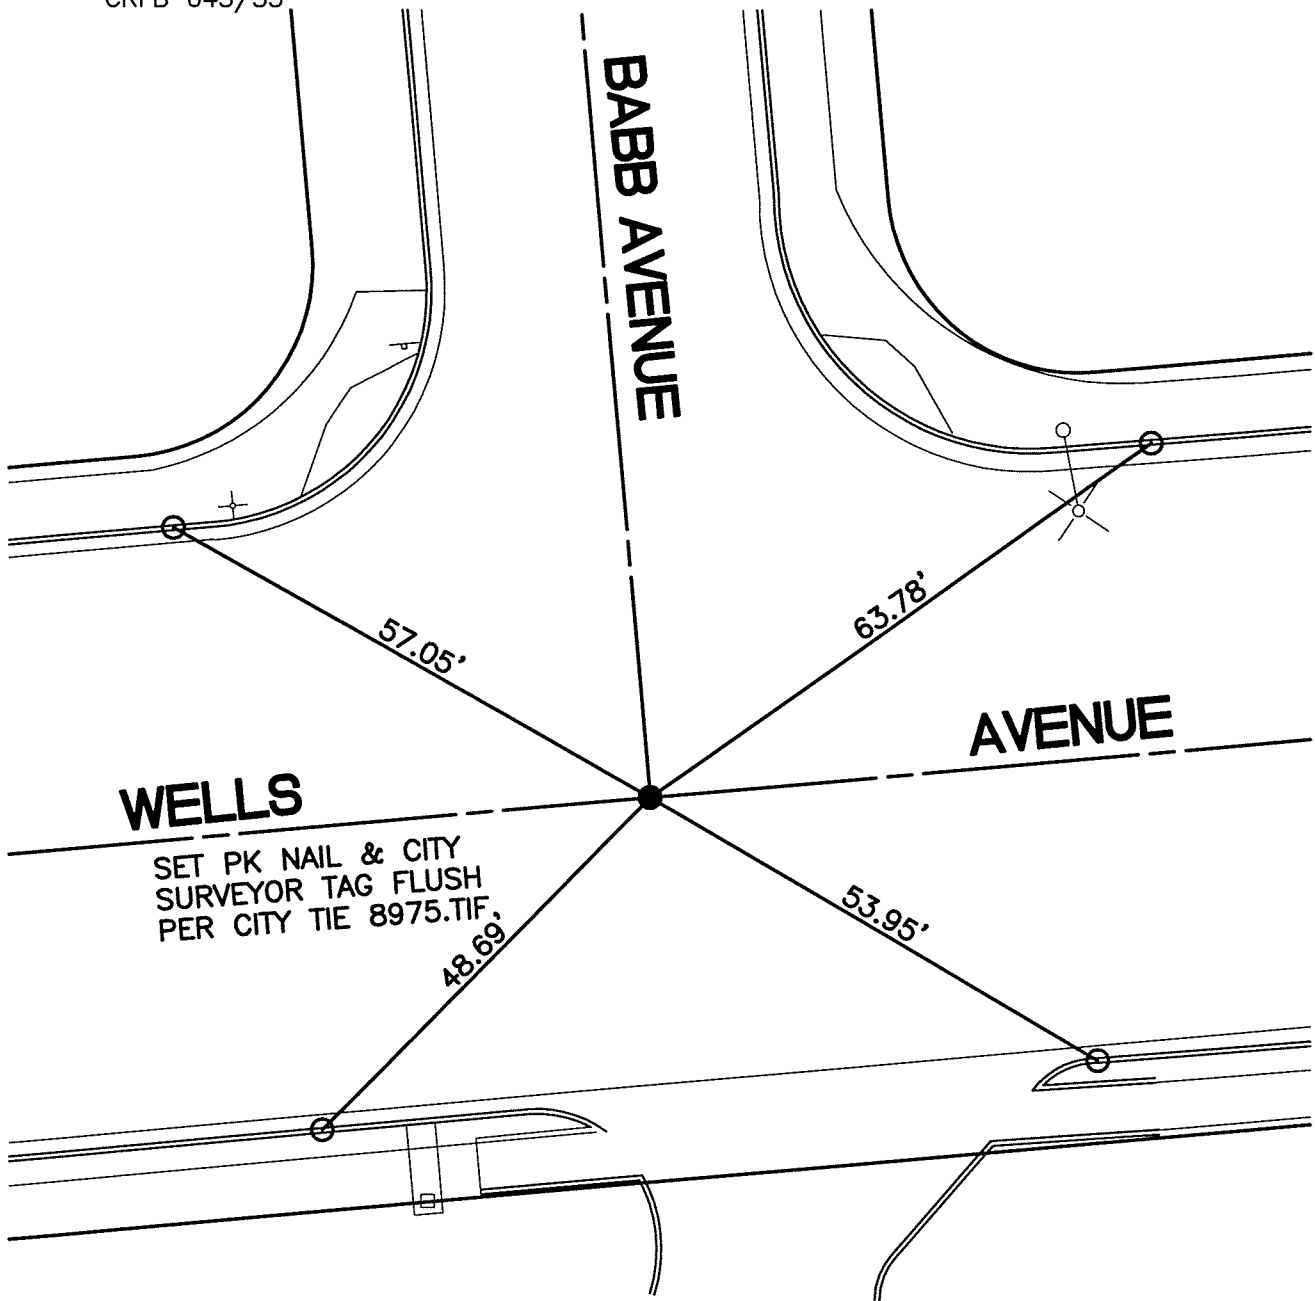 BABB AVENUE
57.05'
63.78'
WELLS AVENUE
SET PK NAIL & CITY
SURVEYOR TAG FLUSH
PER CITY TIE 8975.TIF.
48.69'
53.95'